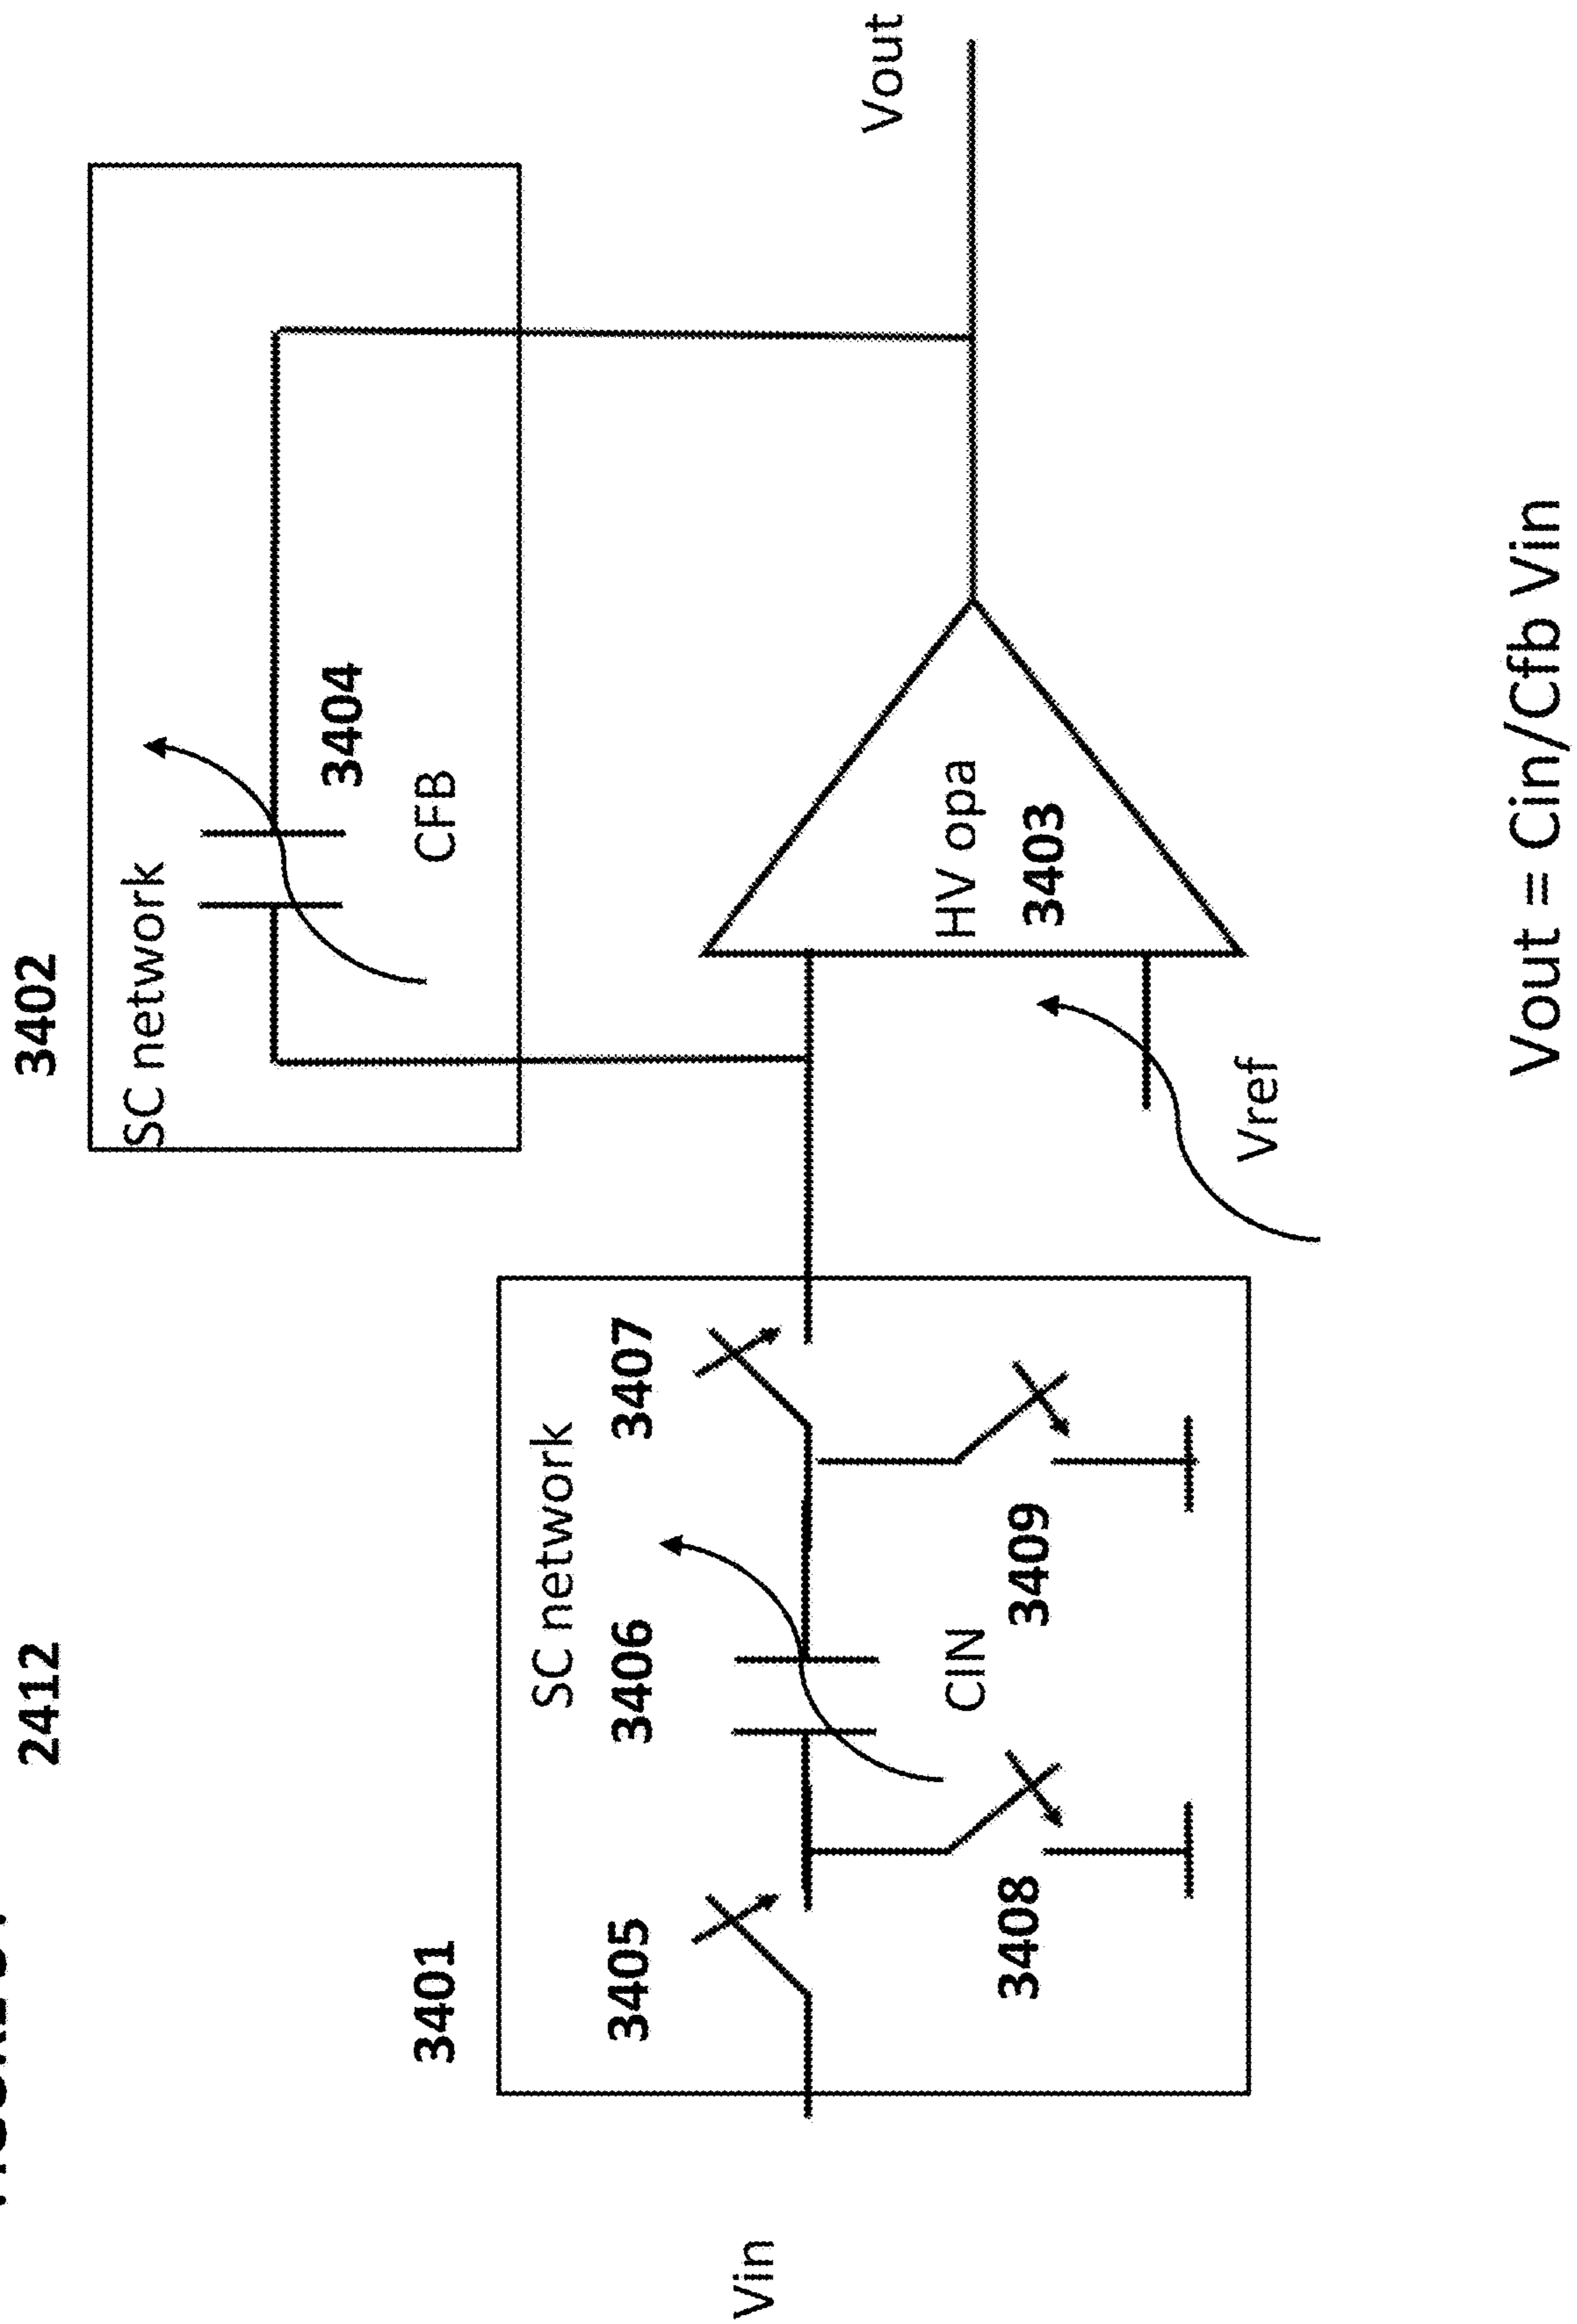 2412
3402
SC network
3404
CFB
3401
SC network
3405
3406
3407
CIN
3408
3409
Vin
HV opa
3403
Vref
Vout
Vout = Cin/Cfb Vin